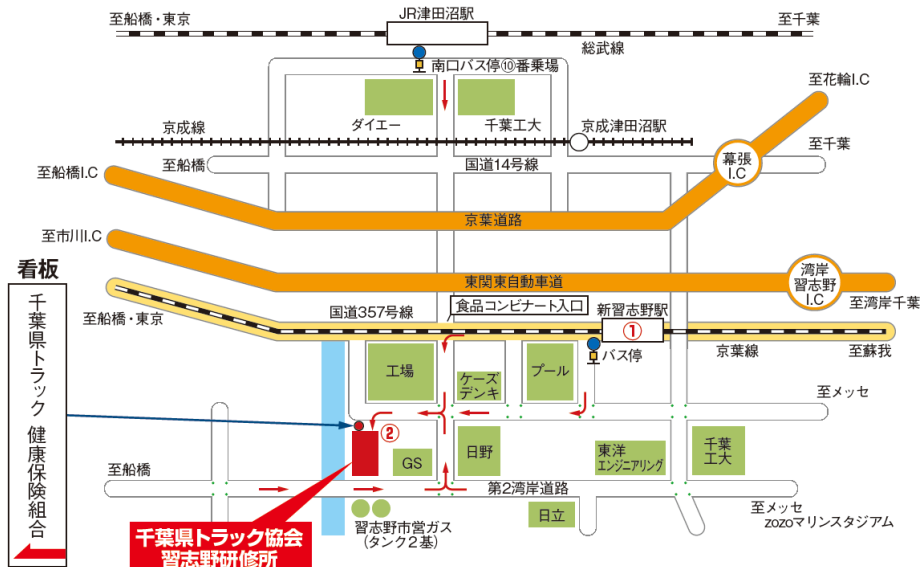 至船橋・東京
JR津田沼駅
至千葉
総武線
南口バス停⑩番乗場
至花輪I.C
ダイエー
千葉工大
京成線
京成津田沼駅
至船橋
国道14号線
幕張
I.C
至千葉
至船橋I.C
京葉道路
至市川I.C
看板
東関東自動車道
湾岸
習志野
I.C
至湾岸千葉
千葉県トラック 健康保険組合
食品コンビナート入口
国道357号線
新習志野駅
①
至船橋・東京
バス停
京葉線
至蘇我
工場
ケーズ
デンキ
プール
至メッセ
②
GS
日野
東洋
エンジニアリング
千葉
工大
至船橋
第2湾岸道路
至メッセ
zozoマリンスタジアム
習志野市営ガス
(タンク2基)
日立
千葉県トラック協会
習志野研修所